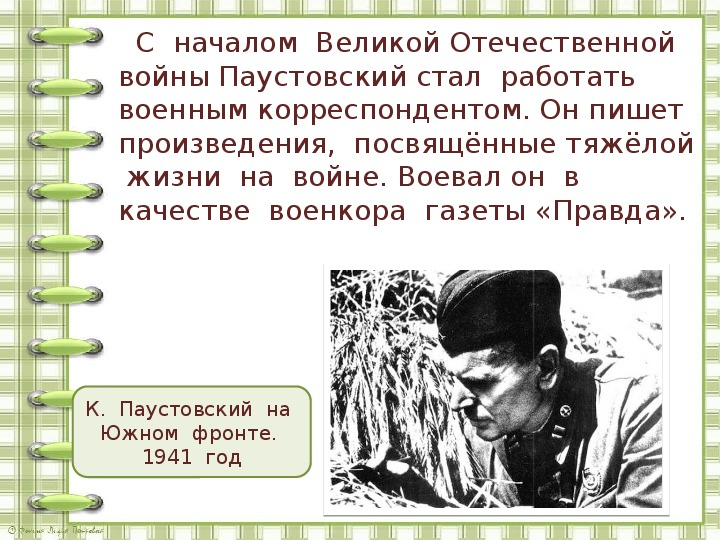 С началом Великой Отечественной
войны Паустовский стал работать
военным корреспондентом. Он пишет
произведения, посвящённые тяжёлой
жизни на войне. Воевал он в
качестве военкора газеты «Правда».
К. Паустовский на
Южном фронте.
1941 год